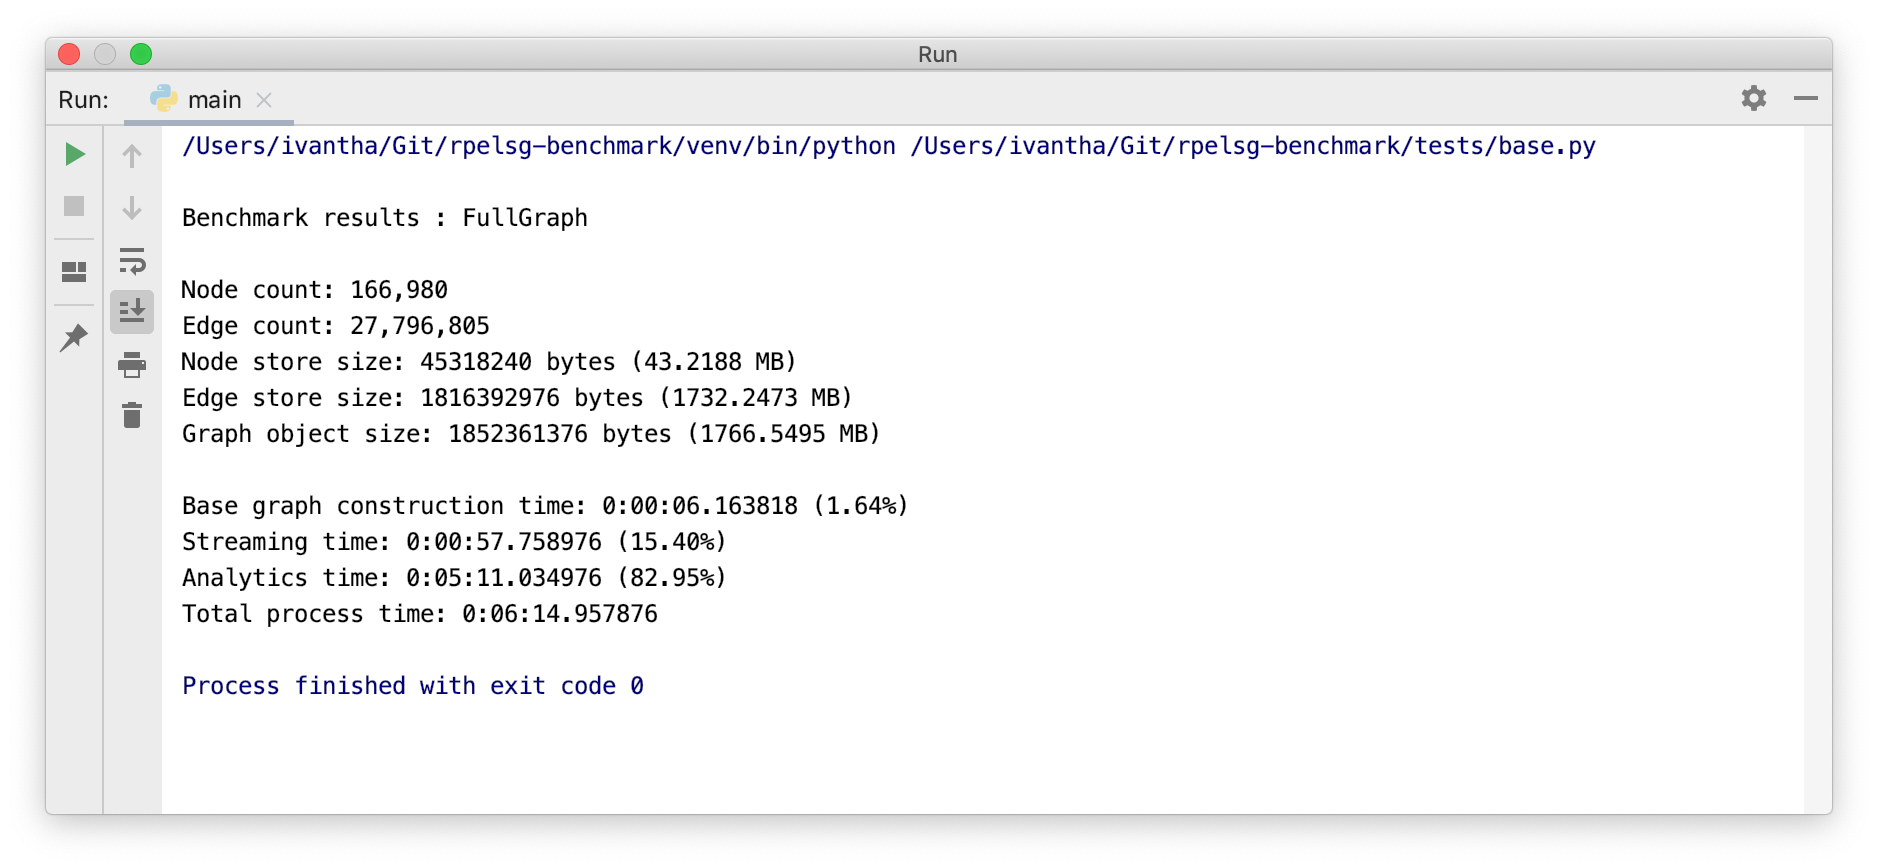 Run
Run: main
/Users/ivantha/Git/rpelsg-benchmark/venv/bin/python /Users/ivantha/Git/rpelsg-benchmark/tests/base.py
Benchmark results : FullGraph
Node count: 166,980
Edge count: 27,796,805
Node store size: 45318240 bytes (43.2188 MB)
Edge store size: 1816392976 bytes (1732.2473 MB)
Graph object size: 1852361376 bytes (1766.5495 MB)
Base graph construction time: 0:00:06.163818 (1.64%)
Streaming time: 0:00:57.758976 (15.40%)
Analytics time: 0:05:11.034976 (82.95%)
Total process time: 0:06:14.957876
Process finished with exit code 0